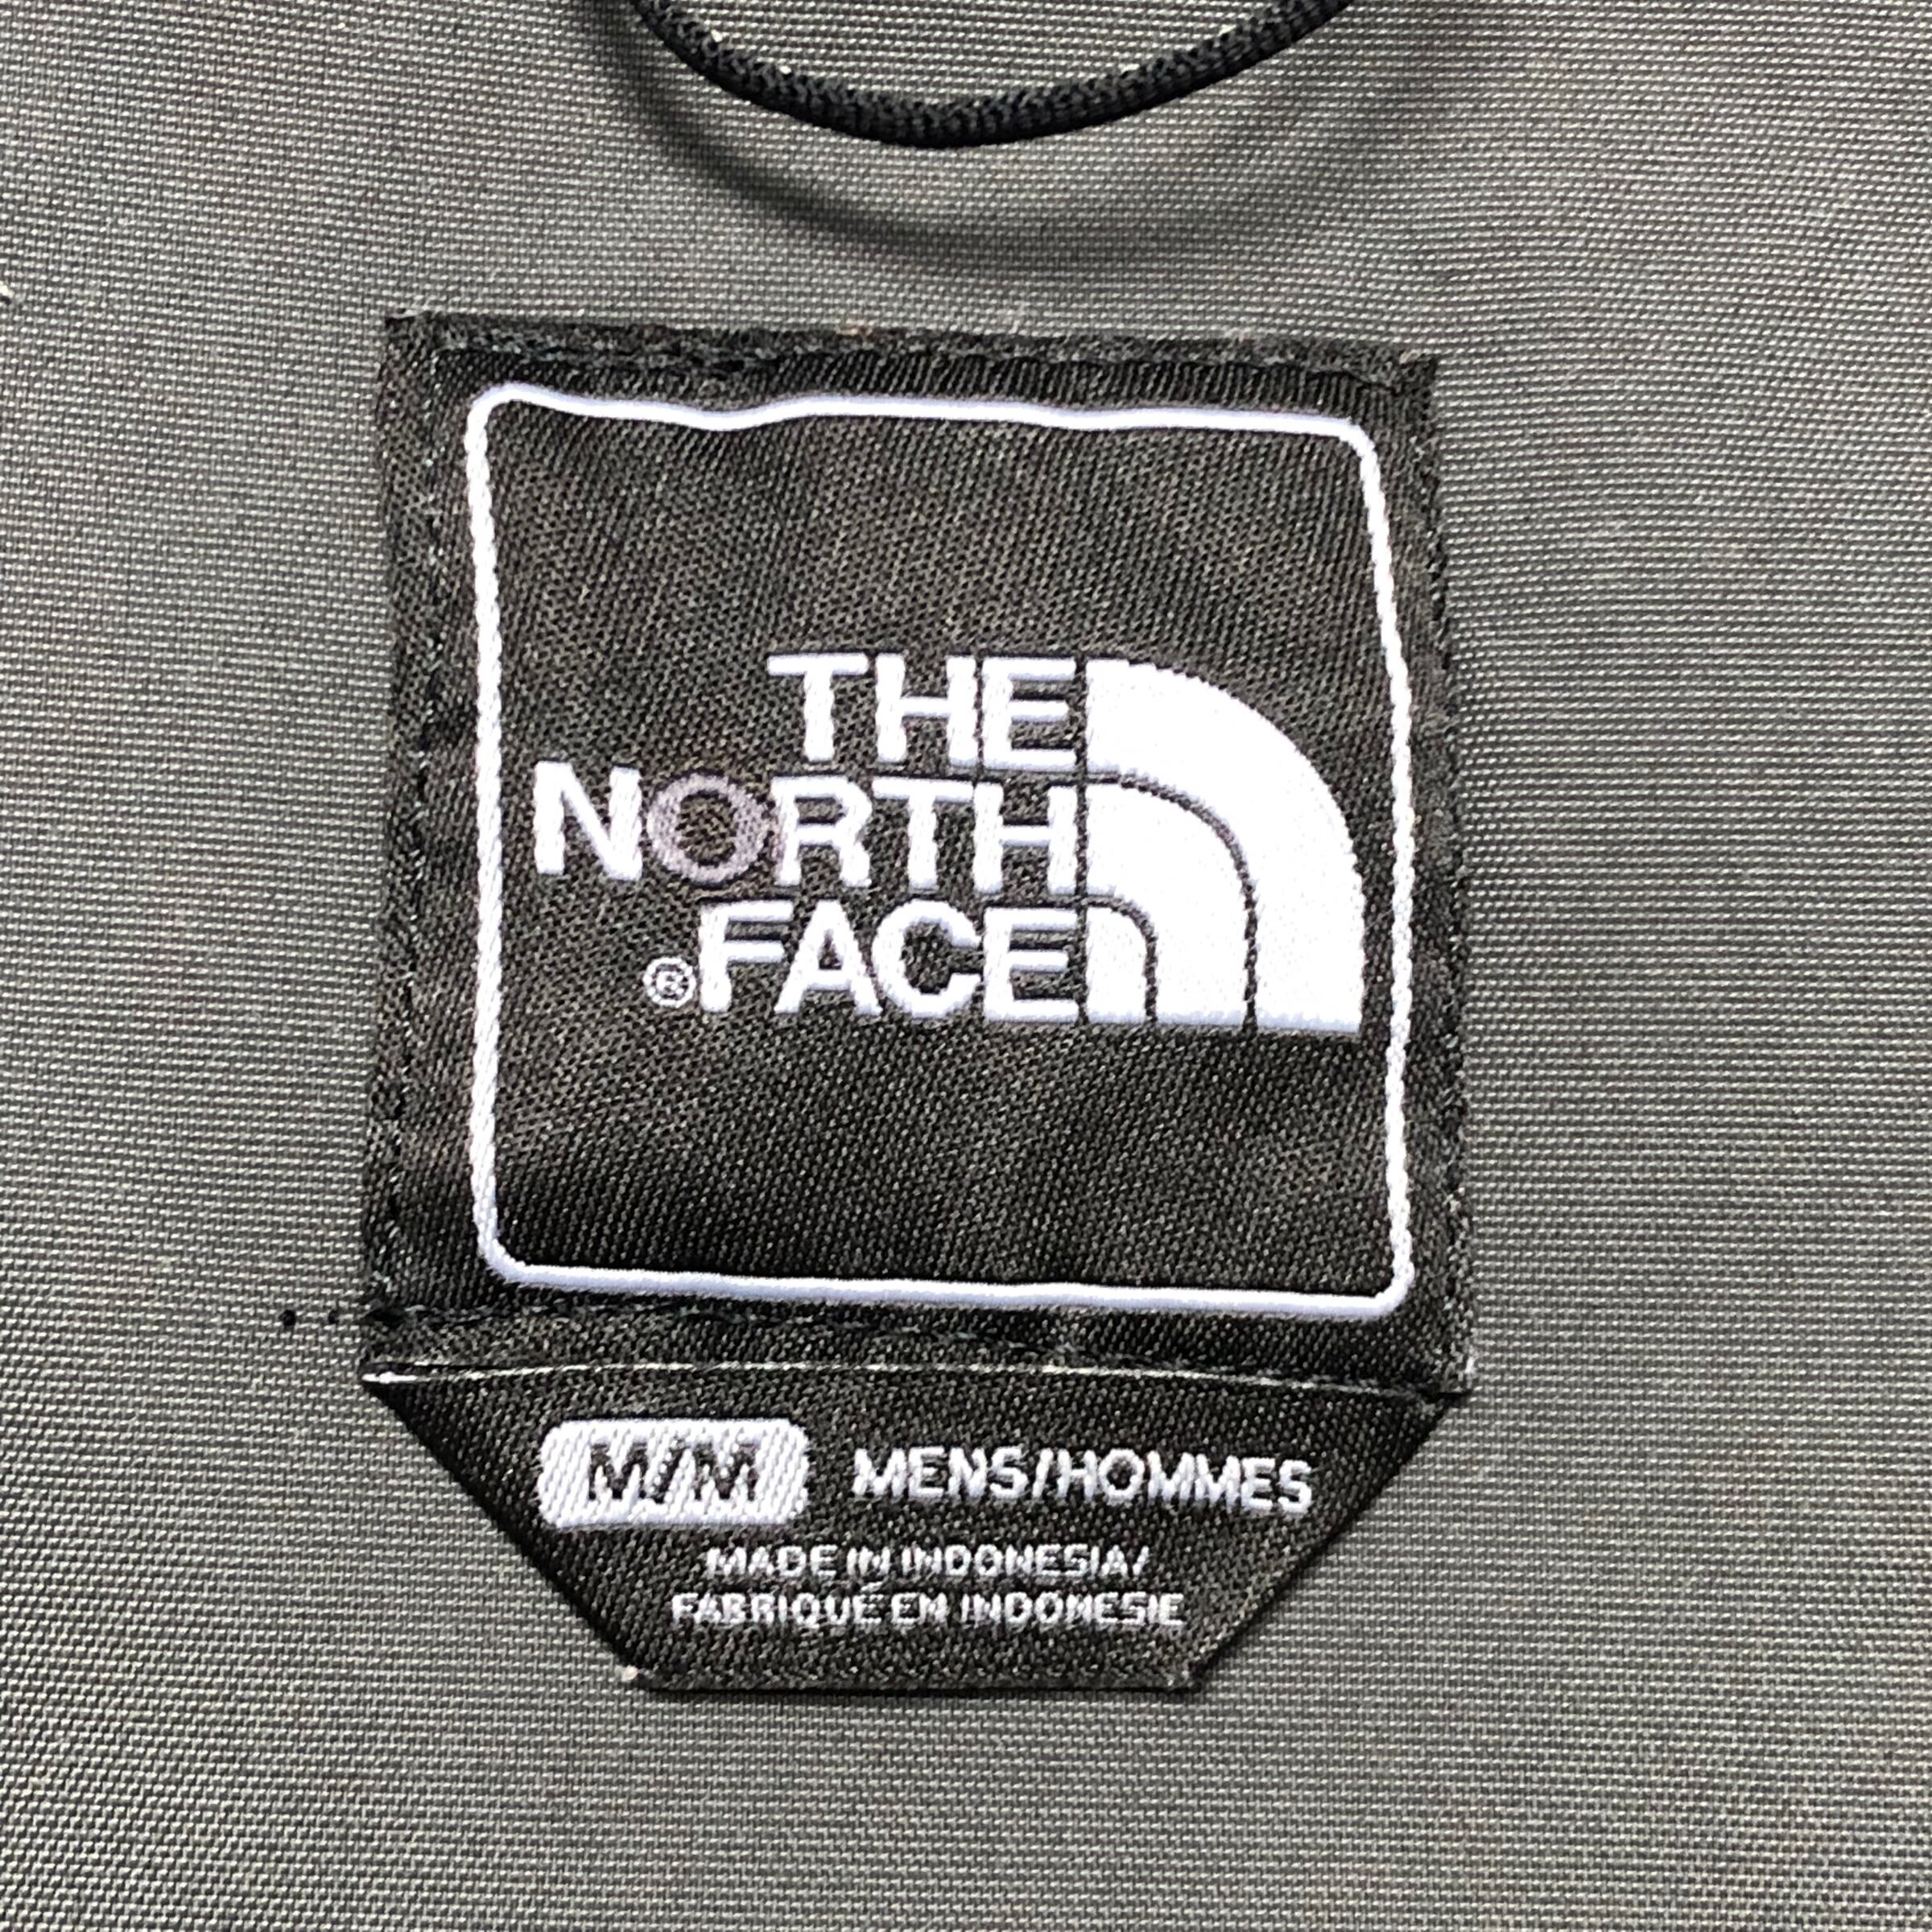 THE
NORTH
®FACE
M/M MENS/HOMMES
MADE IN INDONESIA/
FABRIQUÉ EN INDONESIE